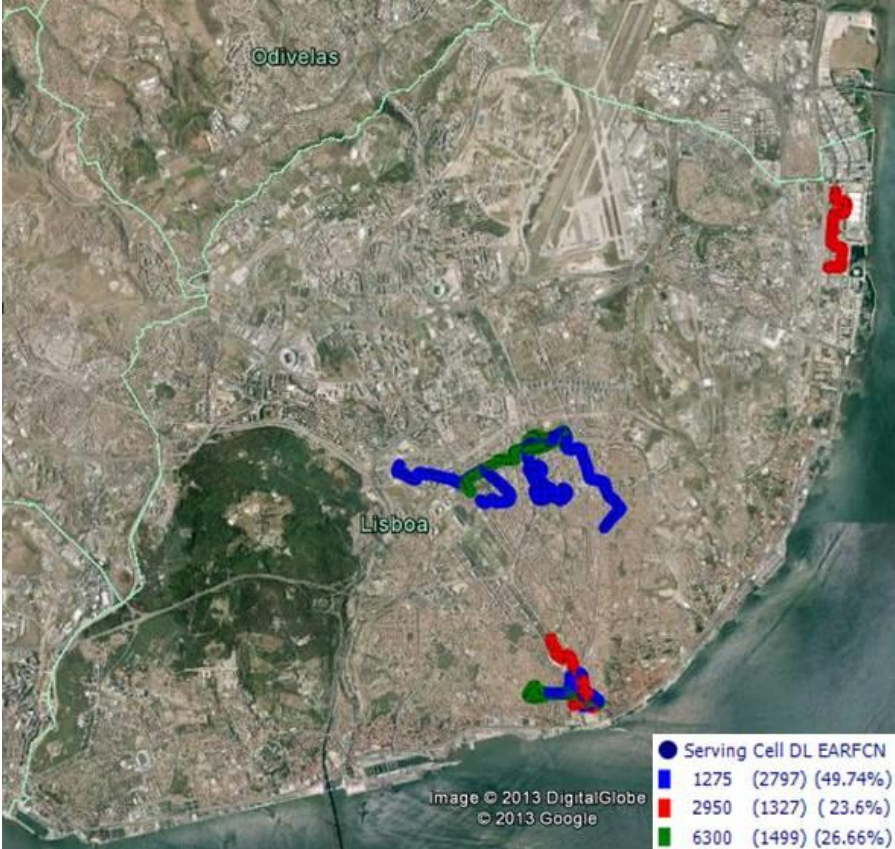 Odivelas
Lisboa
Image © 2013 DigitalGlobe
© 2013 Google
Serving Cell DL EARFCN
1275 (2797) (49.74%)
2950 (1327) ( 23.6%)
6300 (1499) (26.66%)